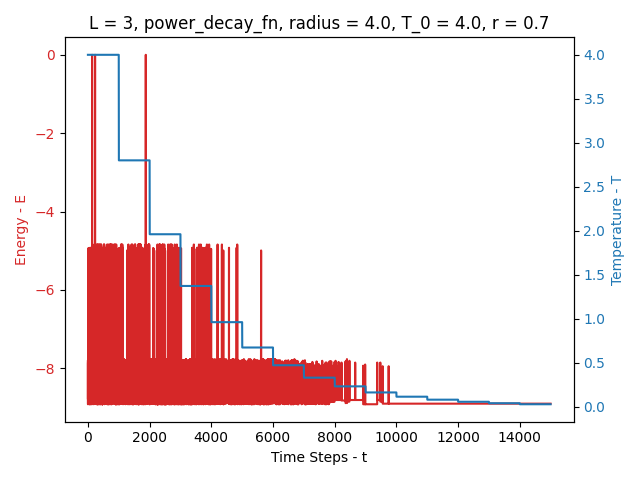 L = 3, power_decay_fn, radius = 4.0, T_0 = 4.0, r = 0.7
Energy - E
0
−2
−4
−6
−8
4.0
3.5
3.0
2.5
2.0
1.5
1.0
0.5
0.0
Temperature - T
0 2000 4000 6000 8000 10000 12000 14000
Time Steps - t